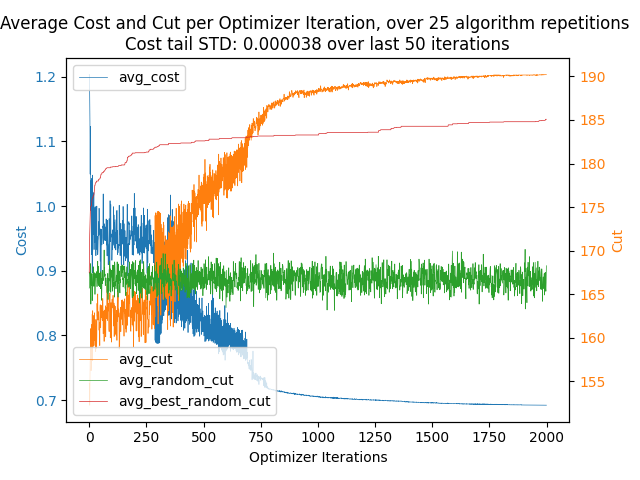 Average Cost and Cut per Optimizer Iteration, over 25 algorithm repetitions
Cost tail STD: 0.000038 over last 50 iterations
avg_cost
1.2
1.1
1.0
0.9
0.8
0.7
Cost
190
185
180
175
170
165
160
155
Cut
avg_cut
avg_random_cut
avg_best_random_cut
0
250
500
750
1000
1250
1500
1750
2000
Optimizer Iterations